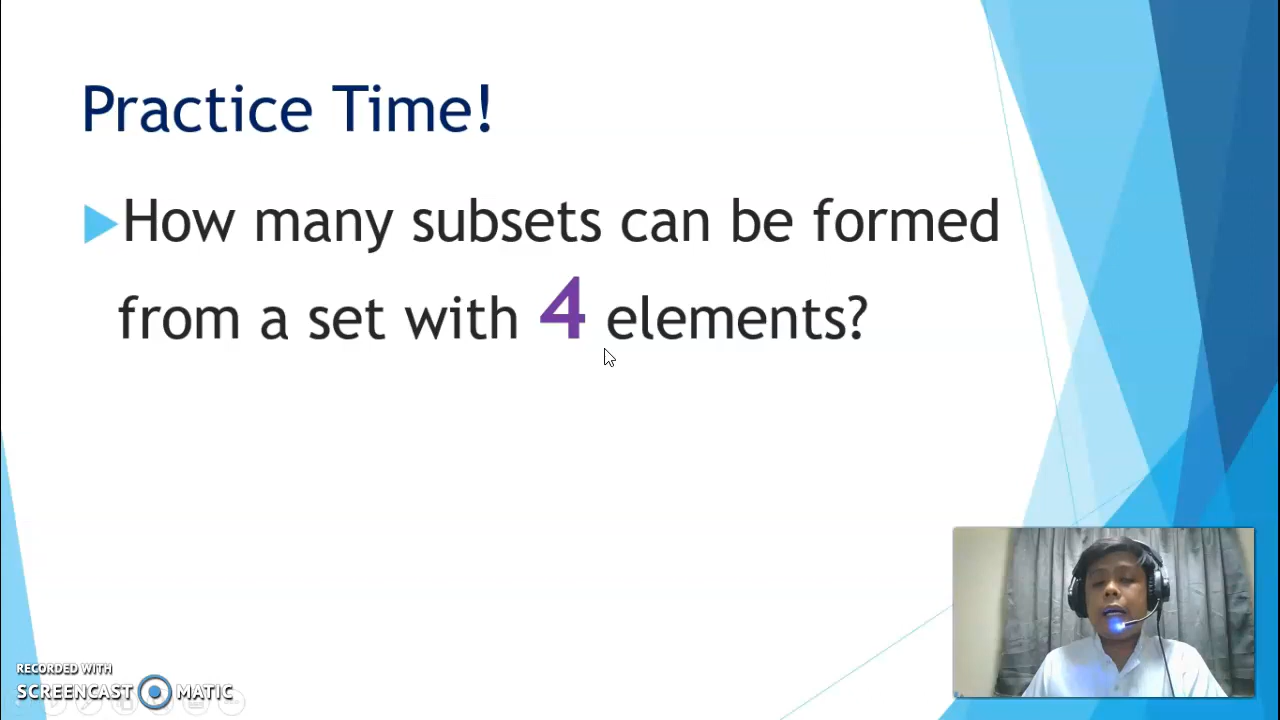 Practice Time!
How many subsets can be formed
from a set with 4 elements?
RECORDED WITH
SCREENCAST MATIC